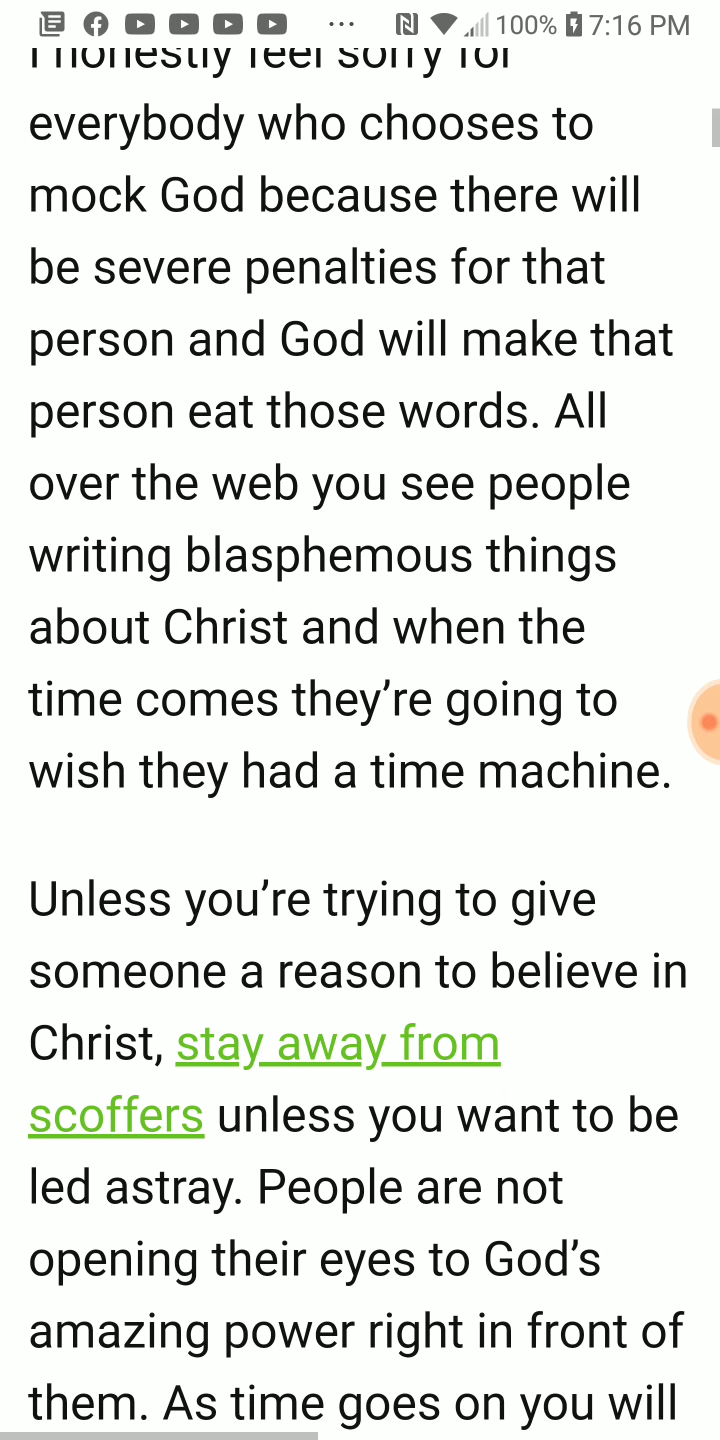 100% 7:16 PM
I honestly feel sorry for
everybody who chooses to
mock God because there will
be severe penalties for that
person and God will make that
person eat those words. All
over the web you see people
writing blasphemous things
about Christ and when the
time comes they’re going to
wish they had a time machine.
Unless you’re trying to give
someone a reason to believe in
Christ, stay away from
scoffers unless you want to be
led astray. People are not
opening their eyes to God’s
amazing power right in front of
them. As time goes on you will